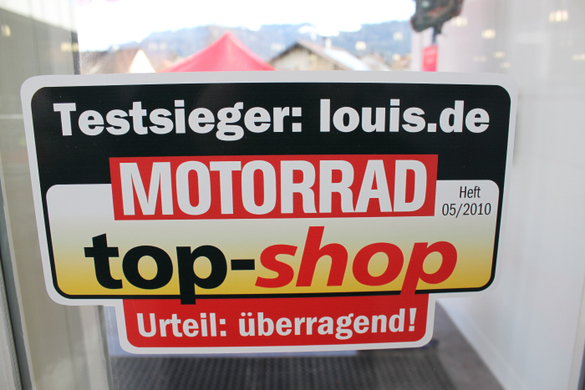 Testsieger: louis.de
MOTORRAD
Heft
05/2010
top-shop
Urteil: überragend!